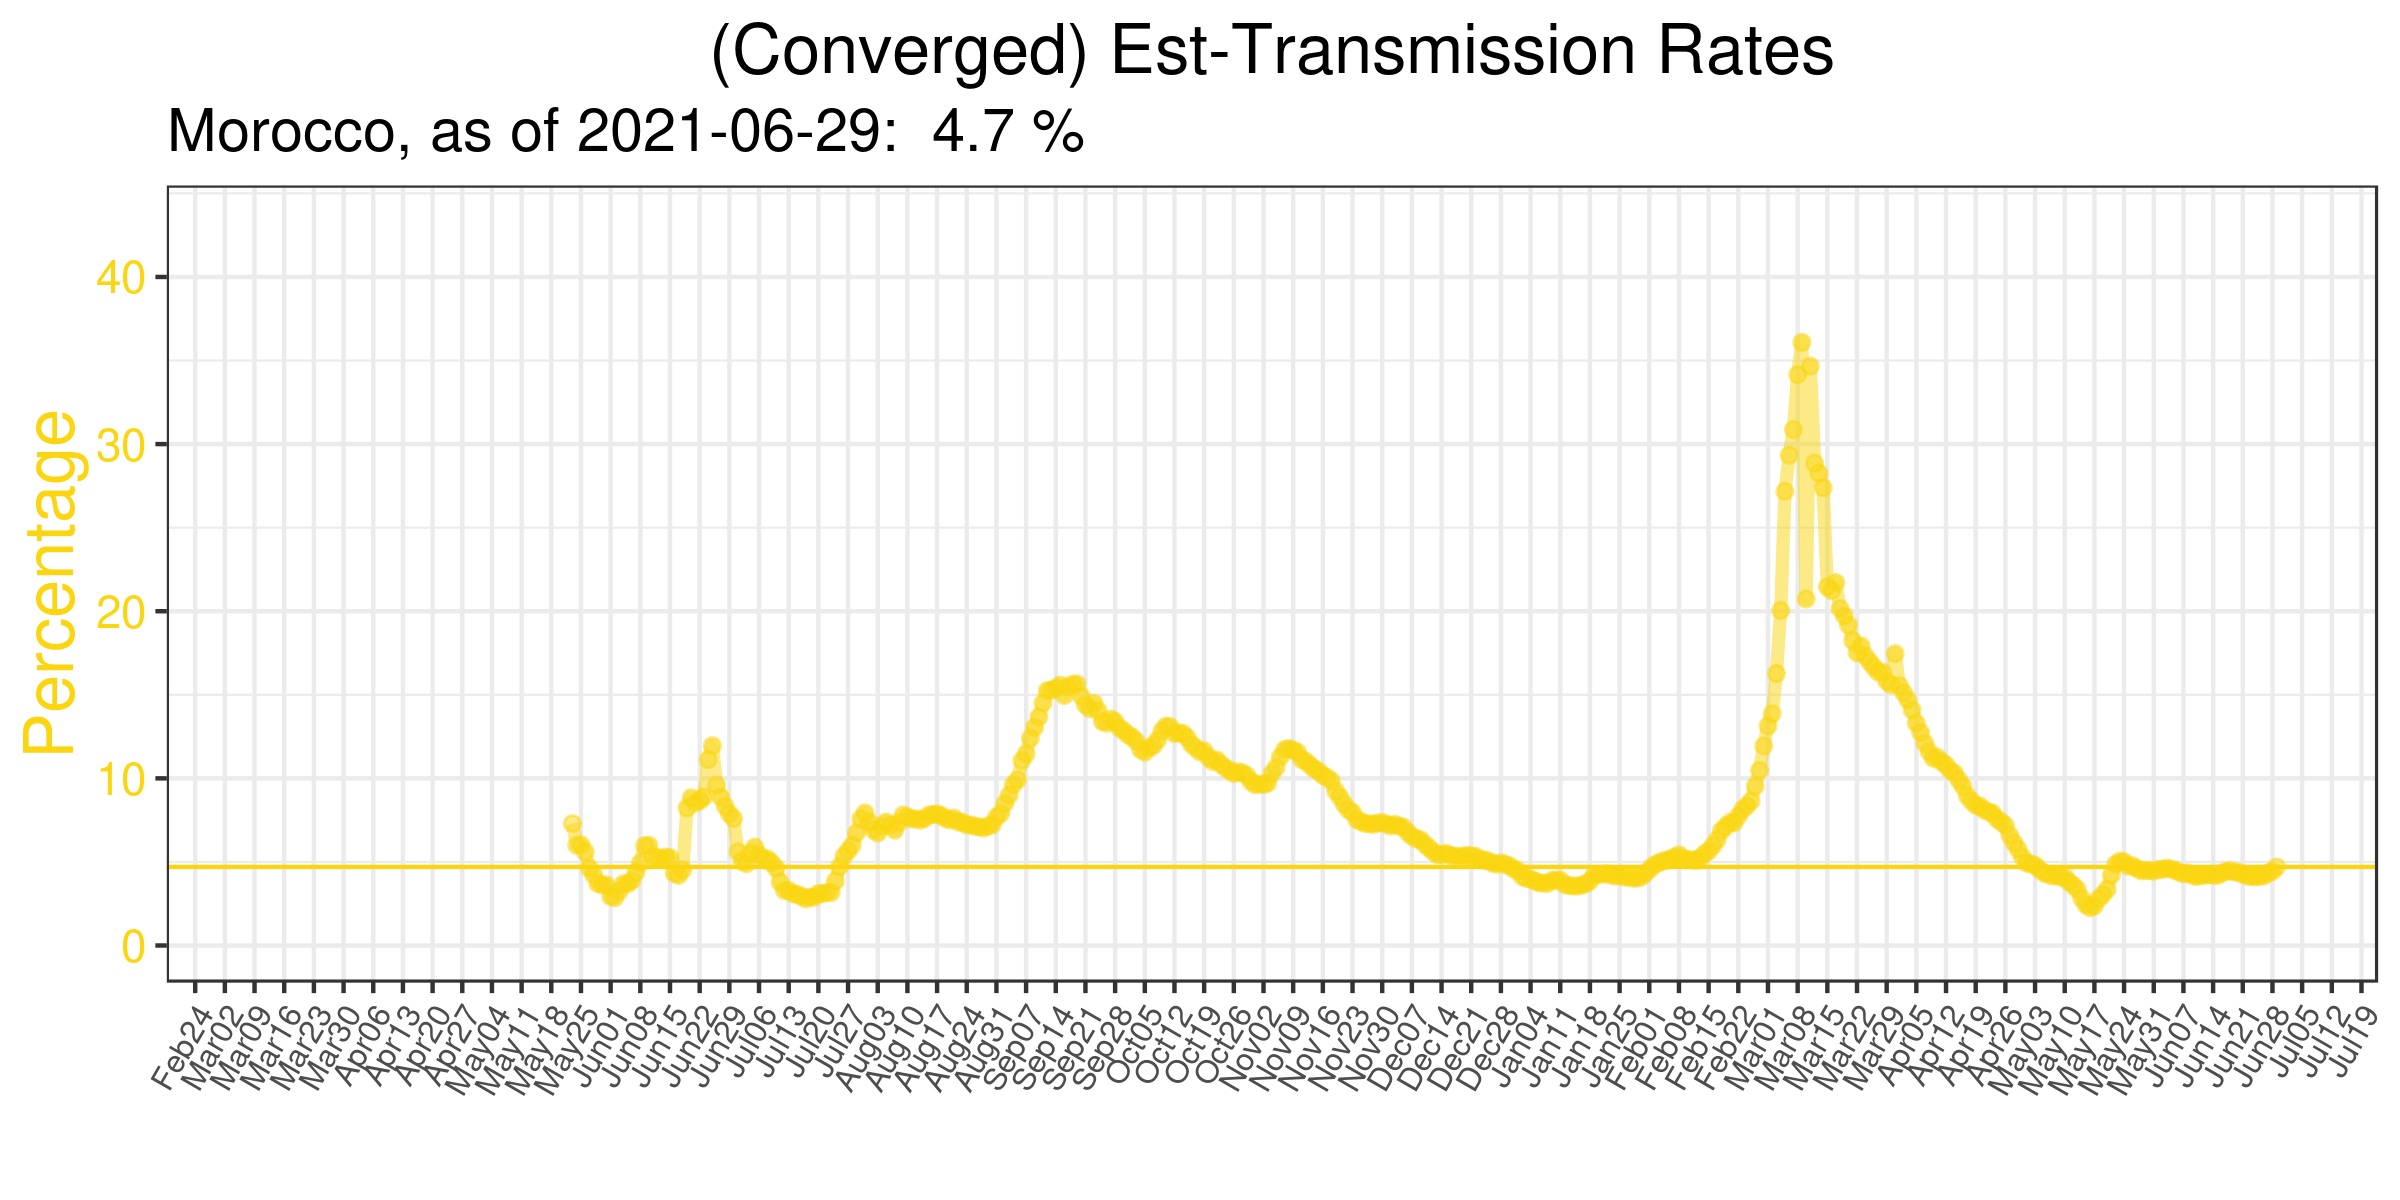 (Converged) Est-Transmission Rates
Morocco, as of 2021-06-29:  4.7 %
Percentage
40
30
20
10
0
Feb24
Mar02
Mar09
Mar16
Mar23
Mar30
Apr06
Apr13
Apr20
Apr27
May04
May11
May18
May25
Jun01
Jun08
Jun15
Jun22
Jun29
Jul06
Jul13
Jul20
Jul27
Aug03
Aug10
Aug17
Aug24
Aug31
Sep07
Sep14
Sep21
Sep28
Oct05
Oct12
Oct19
Oct26
Nov02
Nov09
Nov16
Nov23
Nov30
Dec07
Dec14
Dec21
Dec28
Jan04
Jan11
Jan18
Jan25
Feb01
Feb08
Feb15
Feb22
Mar01
Mar08
Mar15
Mar22
Mar29
Apr05
Apr12
Apr19
Apr26
May03
May10
May17
May24
May31
Jun07
Jun14
Jun21
Jun28
Jul05
Jul12
Jul19